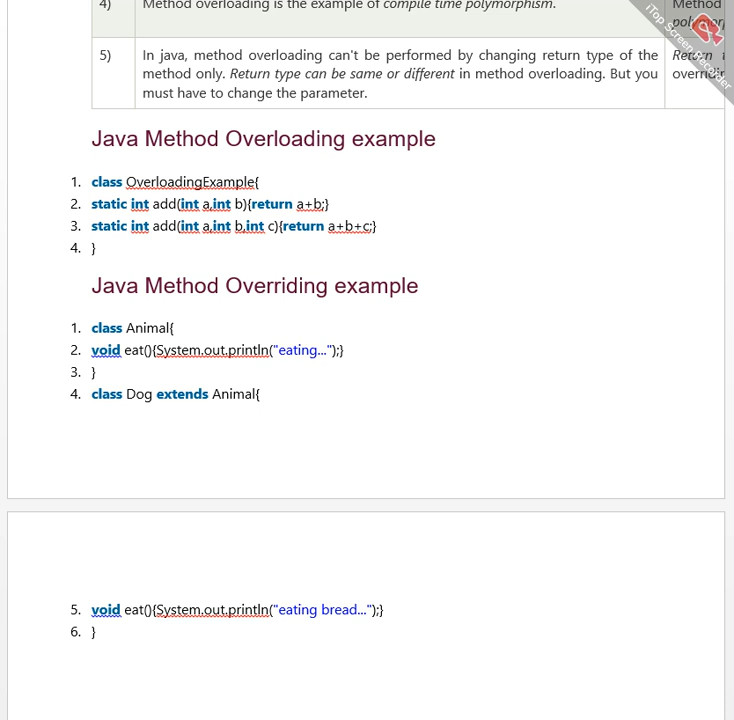 4) Method overloading is the example of compile time polymorphism. Method
5) In java, method overloading can't be performed by changing return type of the
method only. Return type can be same or different in method overloading. But you
must have to change the parameter.
iTop Screen Recorder
Java Method Overloading example
1. class OverloadingExample{
2. static int add(int a,int b){return a+b;}
3. static int add(int a,int b,int c){return a+b+c;}
4. }
Java Method Overriding example
1. class Animal{
2. void eat(){System.out.println("eating...");}
3. }
4. class Dog extends Animal{
5. void eat(){System.out.println("eating bread...");}
6. }